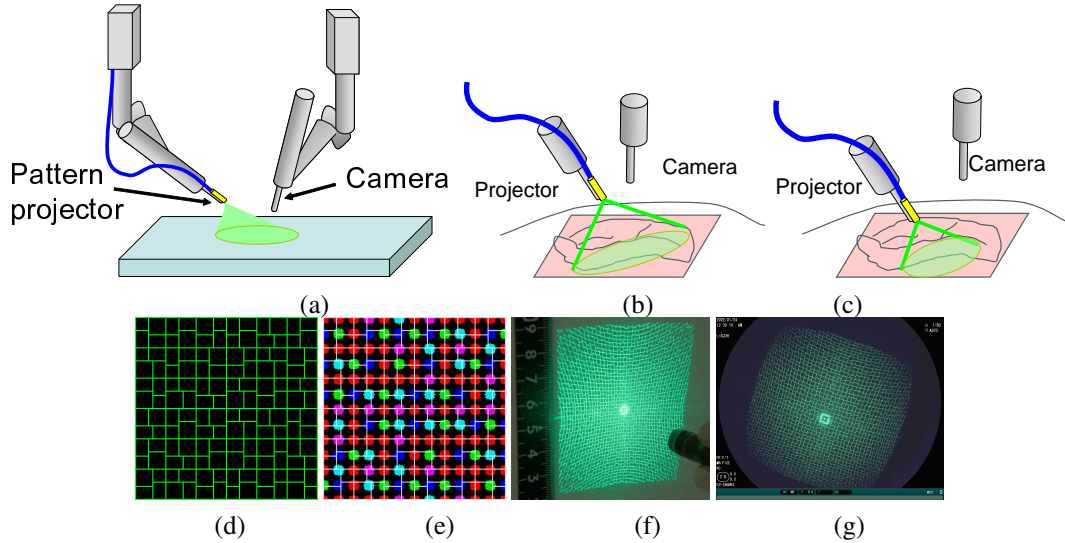 Pattern
projector
Camera
(a)
Projector
Camera
(b)
Projector
Camera
(c)
(d)
(e)
(f)
(g)